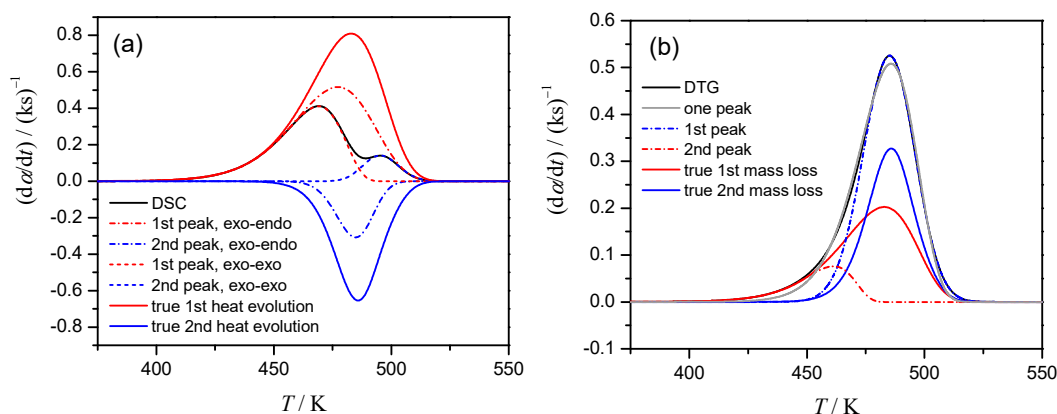 (a)
(dα/dt) / (ks)⁻¹
0.8
0.6
0.4
0.2
0.0
-0.2
-0.4
-0.6
-0.8
DSC
1st peak, exo-endo
2nd peak, exo-endo
1st peak, exo-exo
2nd peak, exo-exo
true 1st heat evolution
true 2nd heat evolution
400 450 500 550
T / K
(b)
(dα/dt) / (ks)⁻¹
0.6
0.5
0.4
0.3
0.2
0.1
0.0
-0.1
DTG
one peak
1st peak
2nd peak
true 1st mass loss
true 2nd mass loss
400 450 500 550
T / K